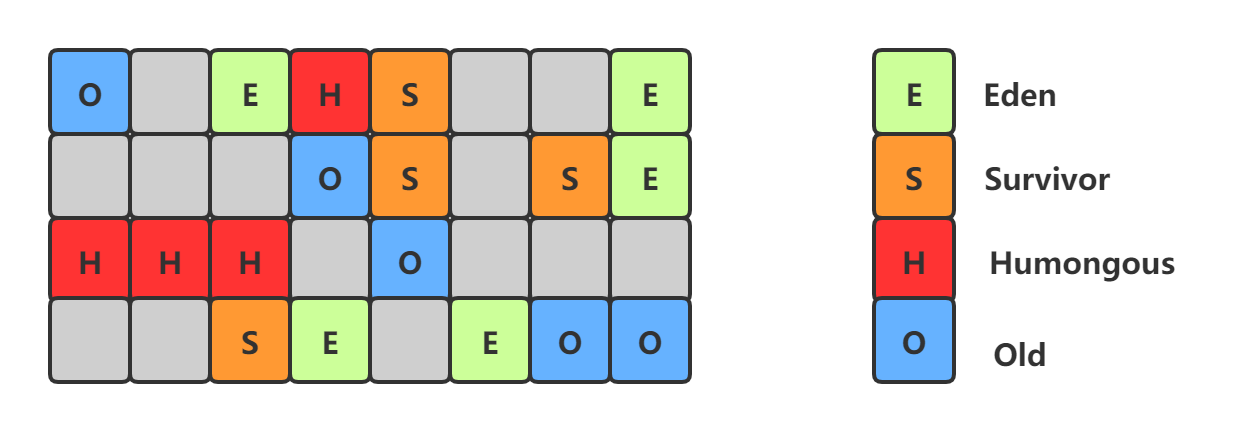 O E H S E
O S S E
H H H O
S E E O O
E Eden
S Survivor
H Humongous
O Old